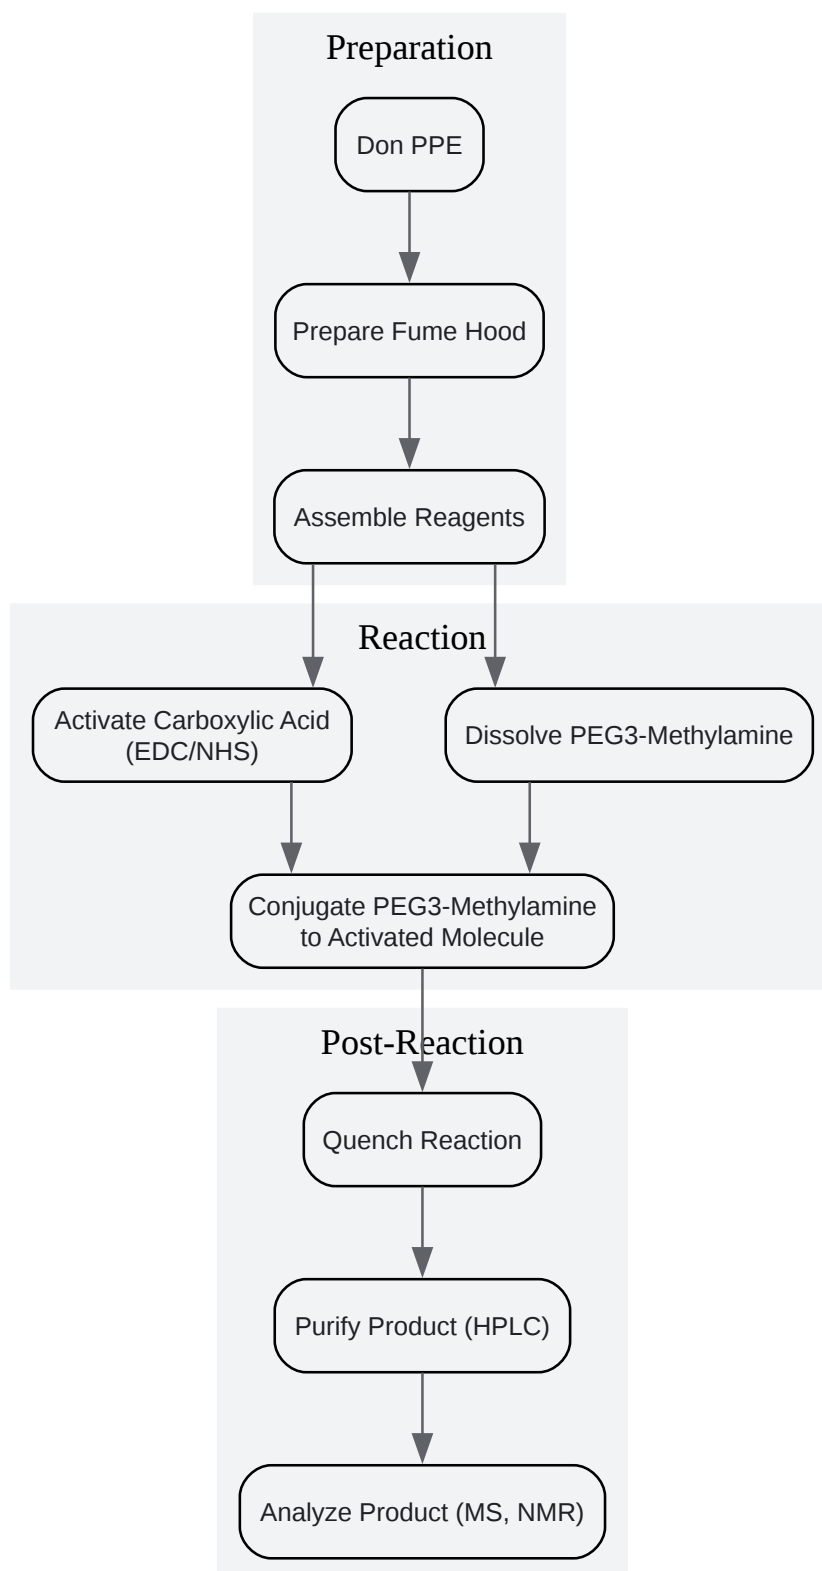 Preparation
Don PPE
Prepare Fume Hood
Assemble Reagents
Reaction
Activate Carboxylic Acid
(EDC/NHS)
Dissolve PEG3-Methylamine
Conjugate PEG3-Methylamine
to Activated Molecule
Post-Reaction
Quench Reaction
Purify Product (HPLC)
Analyze Product (MS, NMR)